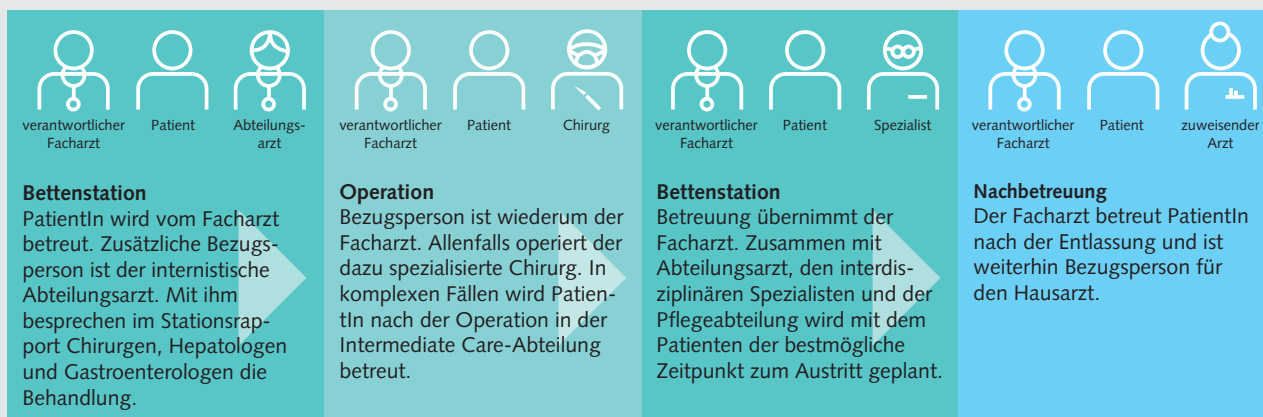 verantwortlicher
Facharzt
Patient
Abteilungs-
arzt
Bettenstation
PatientIn wird vom Facharzt
betreut. Zusätzliche Bezugs-
person ist der internistische
Abteilungsarzt. Mit ihm
besprechen im Stationsrap-
port Chirurgen, Hepatologen
und Gastroenterologen die
Behandlung.
verantwortlicher
Facharzt
Patient
Chirurg
Operation
Bezugsperson ist wiederum der
Facharzt. Allenfalls operiert der
dazu spezialisierte Chirurg. In
komplexen Fällen wird Patien-
tIn nach der Operation in der
Intermediate Care-Abteilung
betreut.
verantwortlicher
Facharzt
Patient
Spezialist
Bettenstation
Betreuung übernimmt der
Facharzt. Zusammen mit
Abteilungsarzt, den interdis-
ziplinären Spezialisten und der
Pflegeabteilung wird mit dem
Patienten der bestmögliche
Zeitpunkt zum Austritt geplant.
verantwortlicher
Facharzt
Patient
zuweisender
Arzt
Nachbetreuung
Der Facharzt betreut PatientIn
nach der Entlassung und ist
weiterhin Bezugsperson für
den Hausarzt.